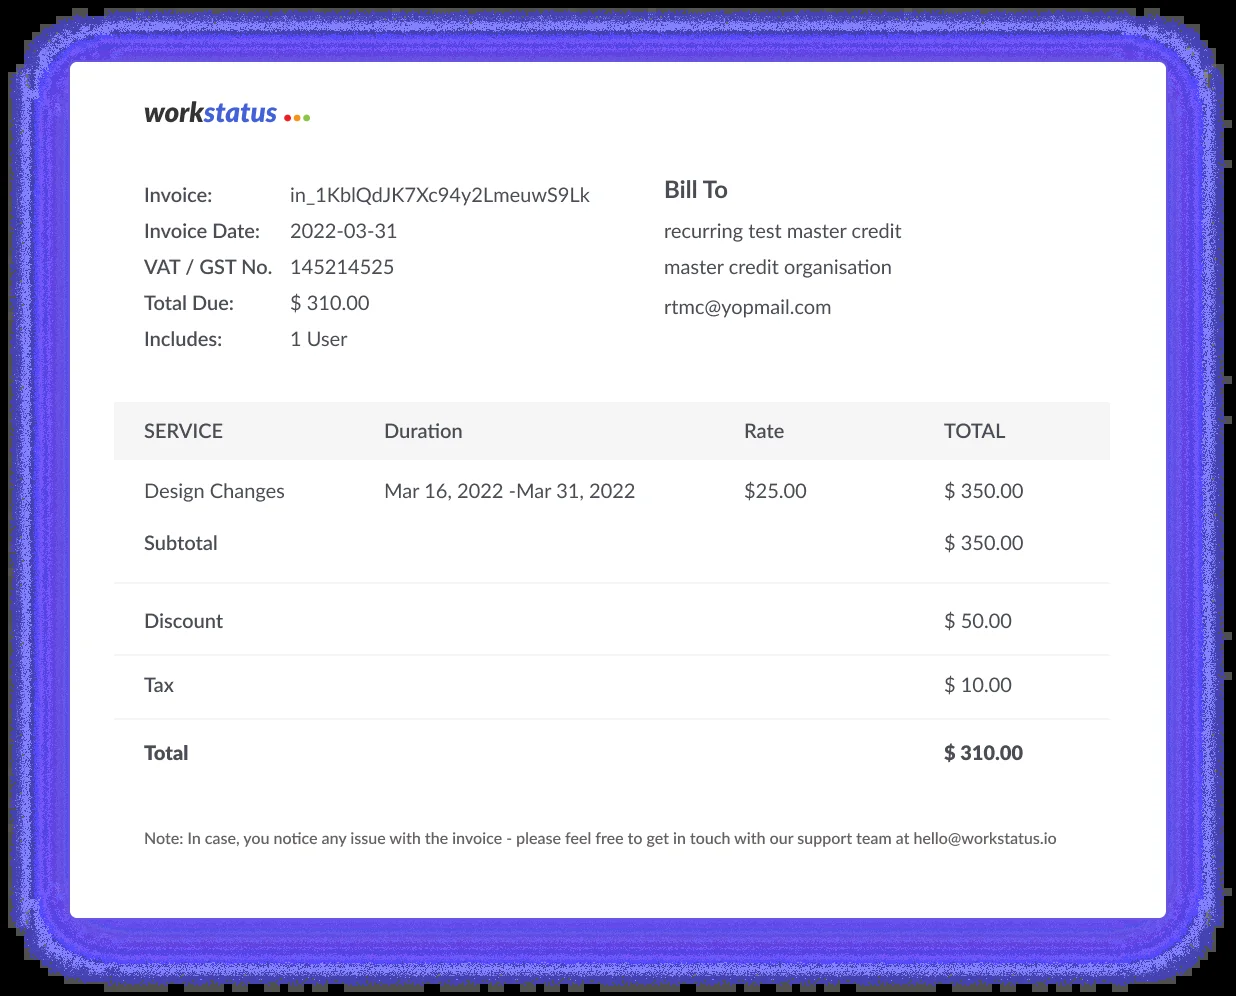 workstatus
Invoice: in_1KblQdJK7Xc94y2LmeuwS9Lk
Invoice Date: 2022-03-31
VAT / GST No. 145214525
Total Due: $ 310.00
Includes: 1 User
Bill To
recurring test master credit
master credit organisation
rtmc@yopmail.com
SERVICE Duration Rate TOTAL
Design Changes Mar 16, 2022 -Mar 31, 2022 $25.00 $ 350.00
Subtotal $ 350.00
Discount $ 50.00
Tax $ 10.00
Total $ 310.00
Note: In case, you notice any issue with the invoice - please feel free to get in touch with our support team at hello@workstatus.io